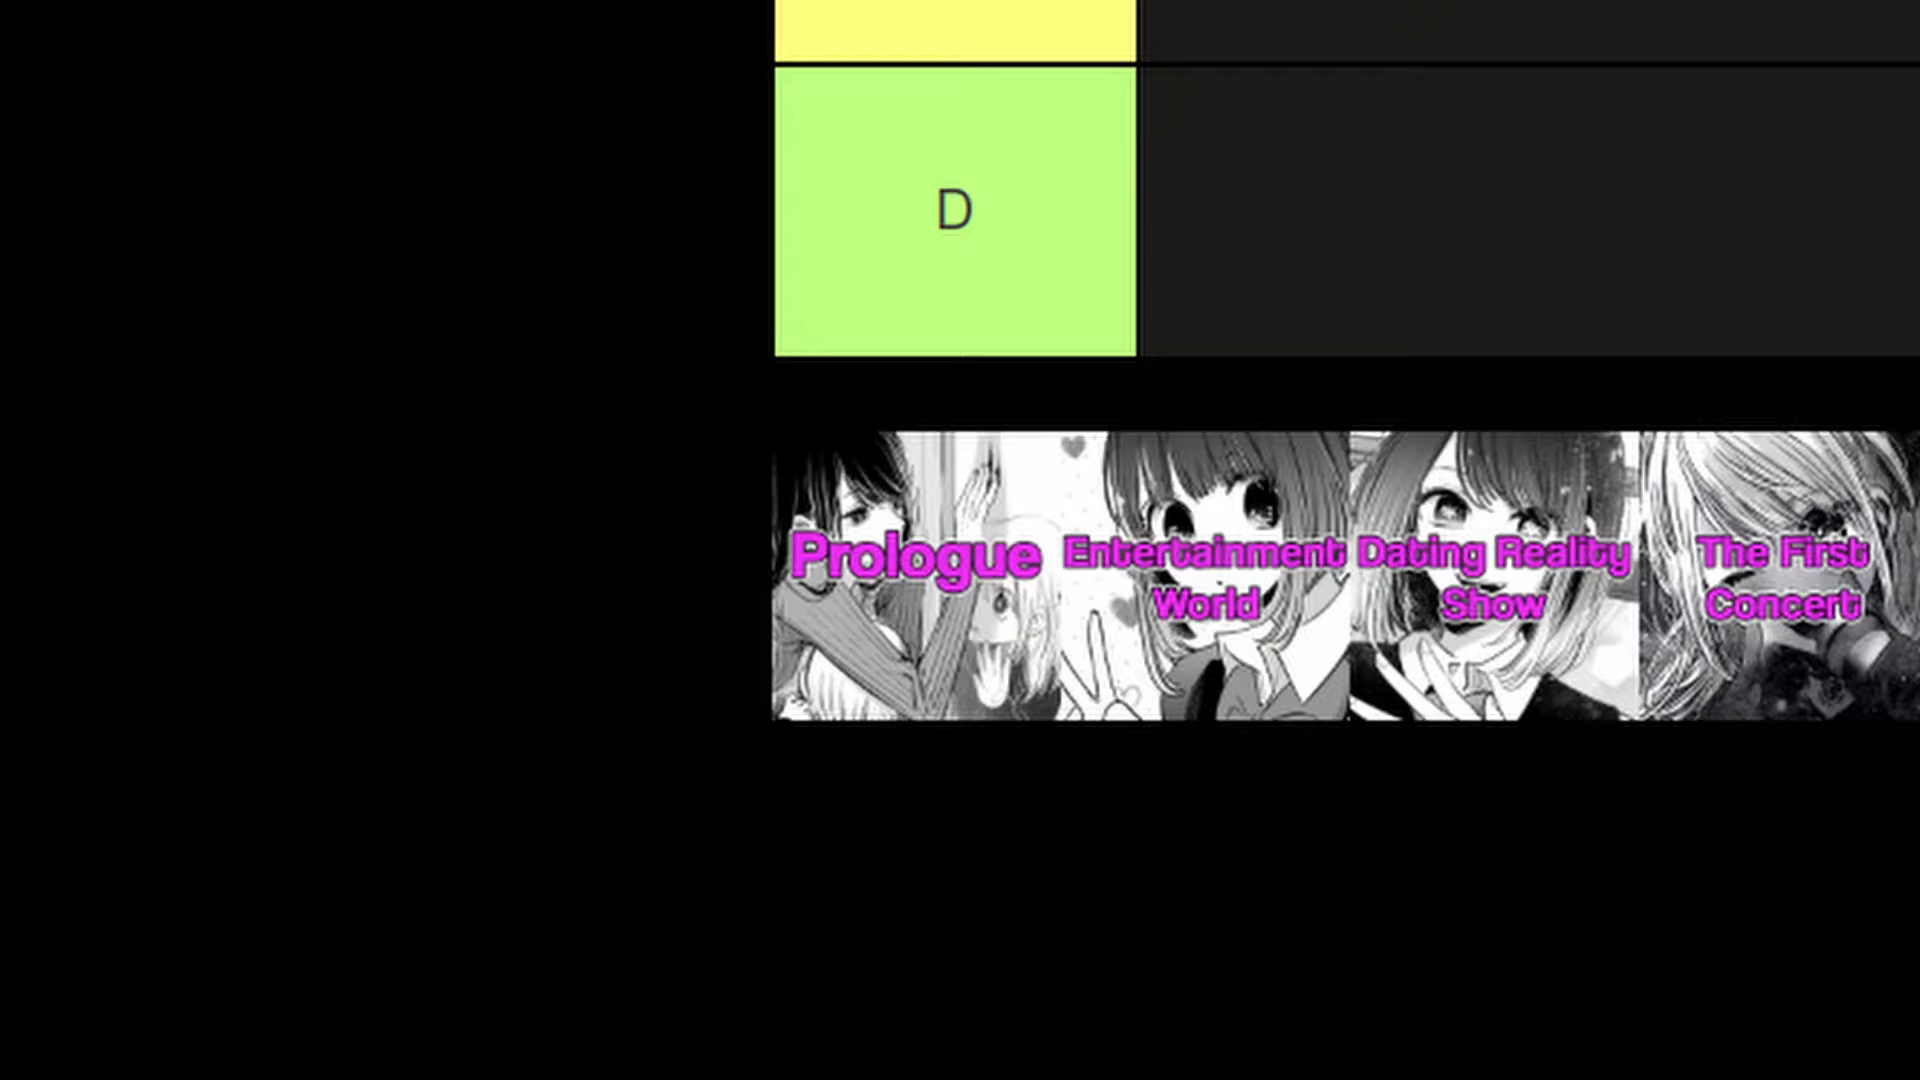 D
Prologue
Entertainment
World
Dating Reality
Show
The First
Concert